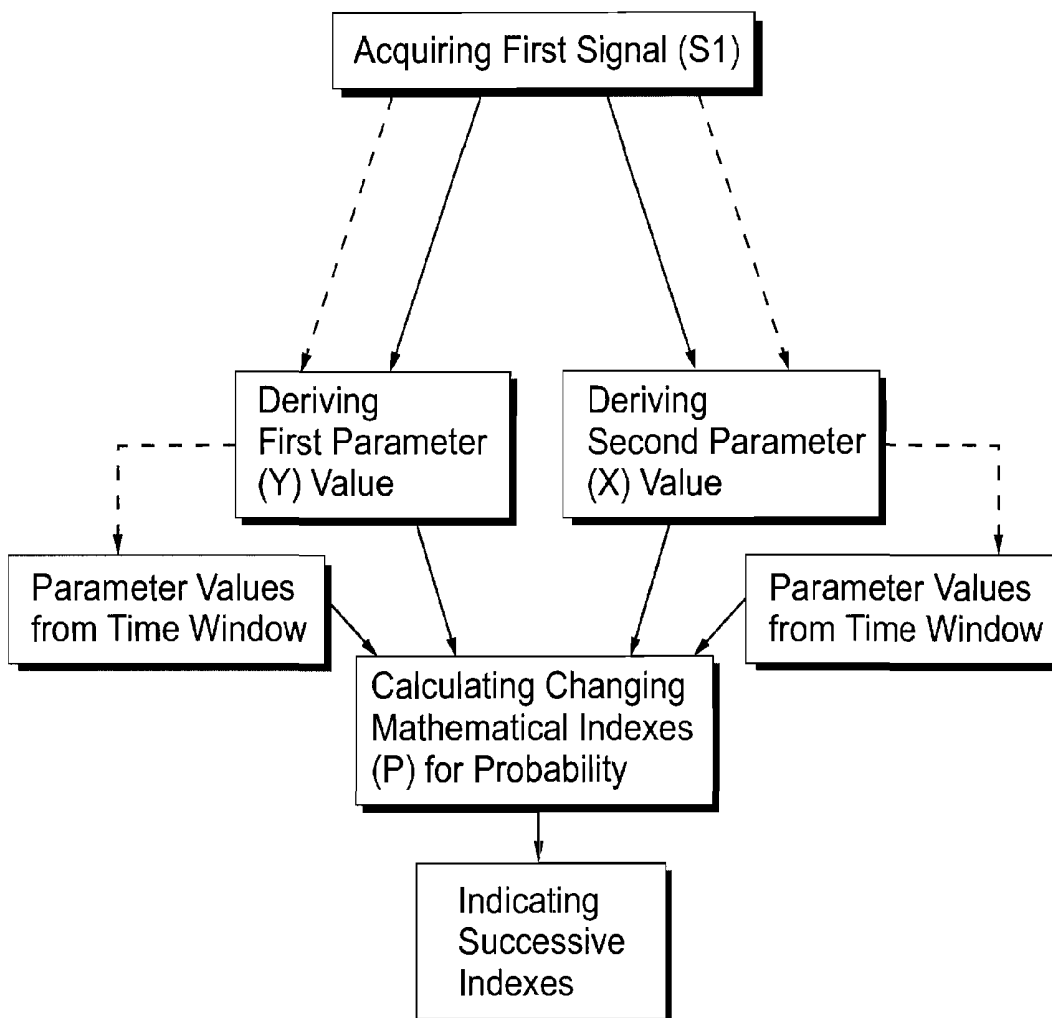 Acquiring First Signal (S1)
Deriving
First Parameter
(Y) Value
Deriving
Second Parameter
(X) Value
Parameter Values
from Time Window
Parameter Values
from Time Window
Calculating Changing
Mathematical Indexes
(P) for Probability
Indicating
Successive
Indexes